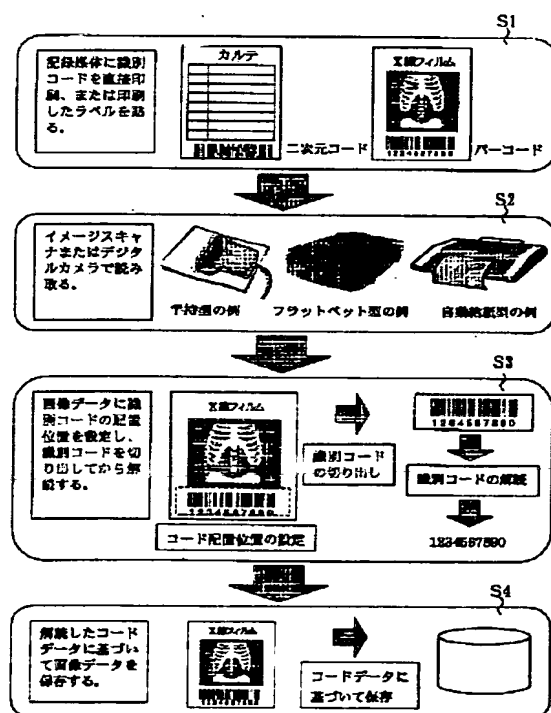 S1
記録媒体に識別
コードを直接印
刷、または印刷
したラベルを貼
る。
カルテ
二次元コード
X線フィルム
1234567890
バーコード
S2
イメージスキャ
ナまたはデジタル
カメラで読み
取る。
手持型の例
フラットベット型の例
自動給紙型の例
S3
画像データに識
別コードの配置
位置を設定し、
識別コードを切
り出してから解
読する。
X線フィルム
1234567890
コード配置位置の設定
識別コード
の切り出し
1234567890
識別コードの解読
1234567890
S4
解読したコード
データに基づい
て画像データを
保存する。
X線フィルム
1234567890
コードデータに
基づいて保存